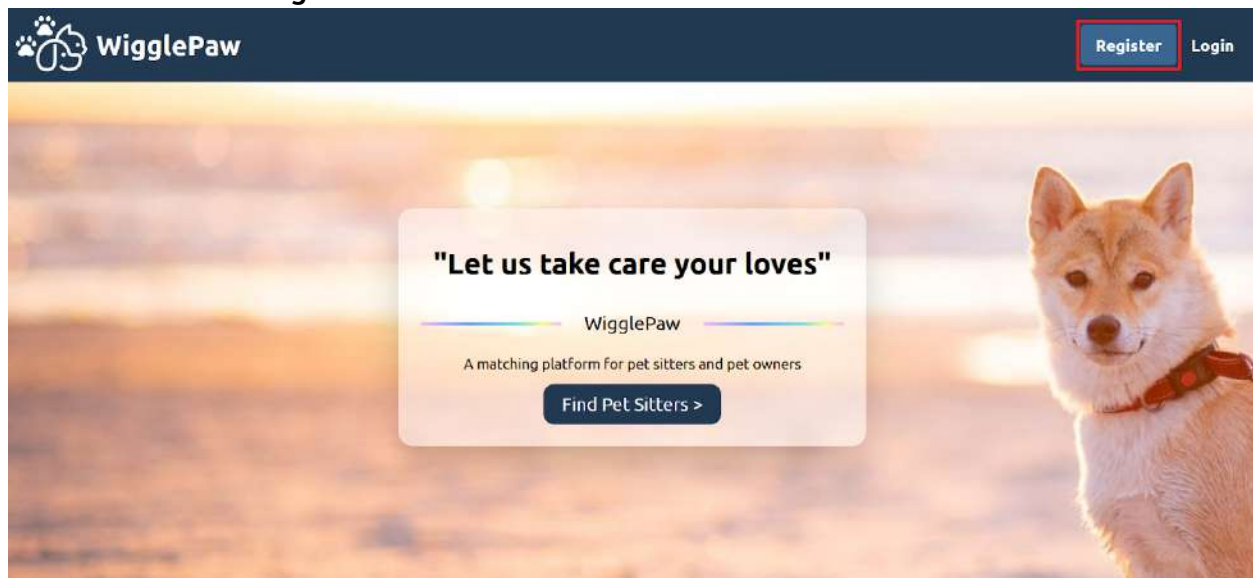 WigglePaw
Register Login
"Let us take care your loves"
WigglePaw
A matching platform for pet sitters and pet owners
Find Pet Sitters >